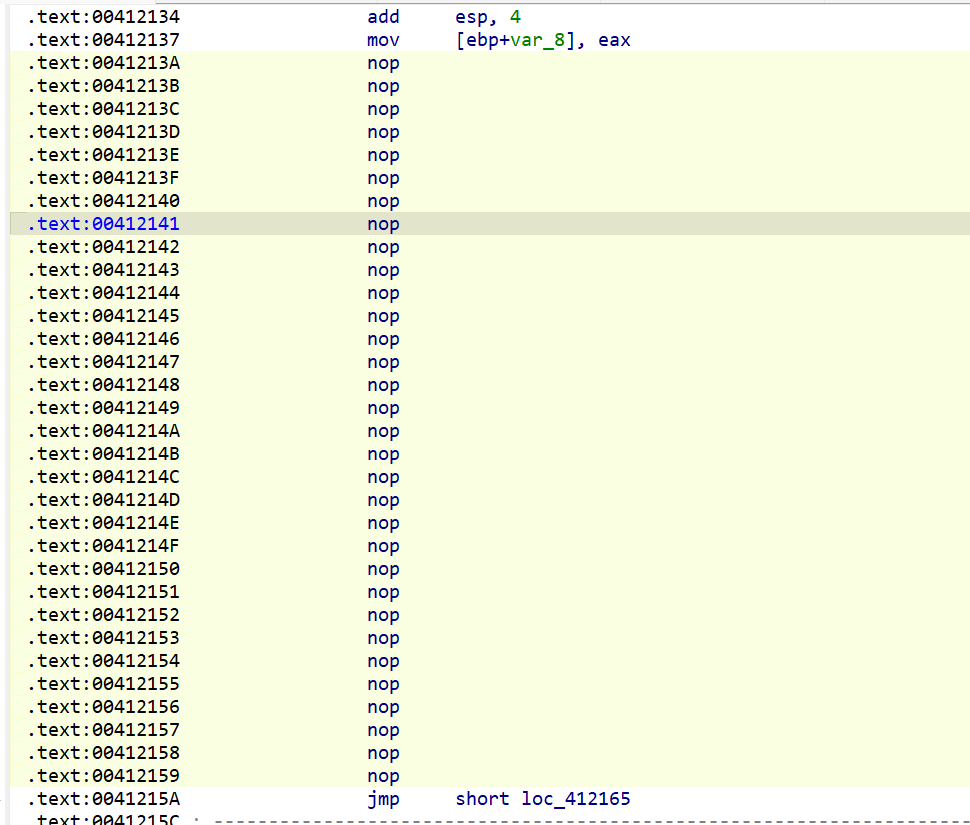 .text:00412134 add esp, 4
.text:00412137 mov [ebp+var_8], eax
.text:0041213A nop
.text:0041213B nop
.text:0041213C nop
.text:0041213D nop
.text:0041213E nop
.text:0041213F nop
.text:00412140 nop
.text:00412141 nop
.text:00412142 nop
.text:00412143 nop
.text:00412144 nop
.text:00412145 nop
.text:00412146 nop
.text:00412147 nop
.text:00412148 nop
.text:00412149 nop
.text:0041214A nop
.text:0041214B nop
.text:0041214C nop
.text:0041214D nop
.text:0041214E nop
.text:0041214F nop
.text:00412150 nop
.text:00412151 nop
.text:00412152 nop
.text:00412153 nop
.text:00412154 nop
.text:00412155 nop
.text:00412156 nop
.text:00412157 nop
.text:00412158 nop
.text:00412159 nop
.text:0041215A jmp short loc_412165
.text:0041215C ; ---------------------------------------------------------------------